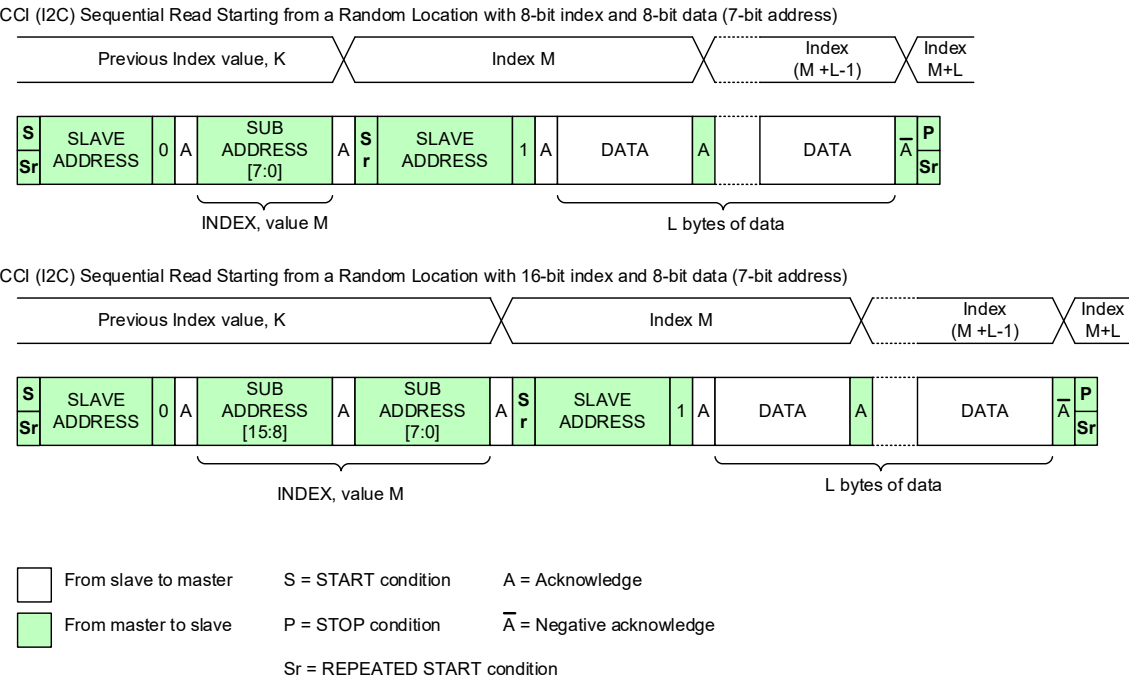 CCI (I2C) Sequential Read Starting from a Random Location with 8-bit index and 8-bit data (7-bit address)
Previous Index value, K
Index M
Index
(M +L-1)
Index
M+L
S
Sr
SLAVE
ADDRESS
0
A
SUB
ADDRESS
[7:0]
A
S
r
SLAVE
ADDRESS
1
A
DATA
A
DATA
A̅
P
Sr
INDEX, value M
L bytes of data
CCI (I2C) Sequential Read Starting from a Random Location with 16-bit index and 8-bit data (7-bit address)
Previous Index value, K
Index M
Index
(M +L-1)
Index
M+L
S
Sr
SLAVE
ADDRESS
0
A
SUB
ADDRESS
[15:8]
A
SUB
ADDRESS
[7:0]
A
S
r
SLAVE
ADDRESS
1
A
DATA
A
DATA
A̅
P
Sr
INDEX, value M
L bytes of data
From slave to master
S = START condition
A = Acknowledge
From master to slave
P = STOP condition
A̅ = Negative acknowledge
Sr = REPEATED START condition